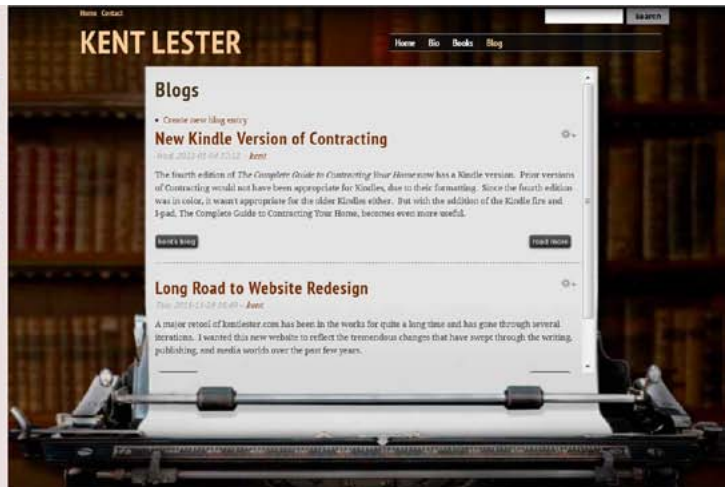 Home Contact
Search
KENT LESTER
Home Bio Books Blog
Blogs
Create new blog entry
New Kindle Version of Contracting
kent
The fourth edition of The Complete Guide to Contracting Your Home now has a Kindle version. Prior versions
of Contracting would not have been appropriate for Kindles, due to their formatting. Since the fourth edition
was in color, it wasn't appropriate for the older Kindles either. But with the addition of the Kindle fire and
I-pad, The Complete Guide to Contracting Your Home, becomes even more useful.
kent's blog read more
Long Road to Website Redesign
kent
A major retool of kentlester.com has been in the works for quite a long time and has gone through several
iterations. I wanted this new website to reflect the tremendous changes that have swept through the writing,
publishing, and media worlds over the past few years.